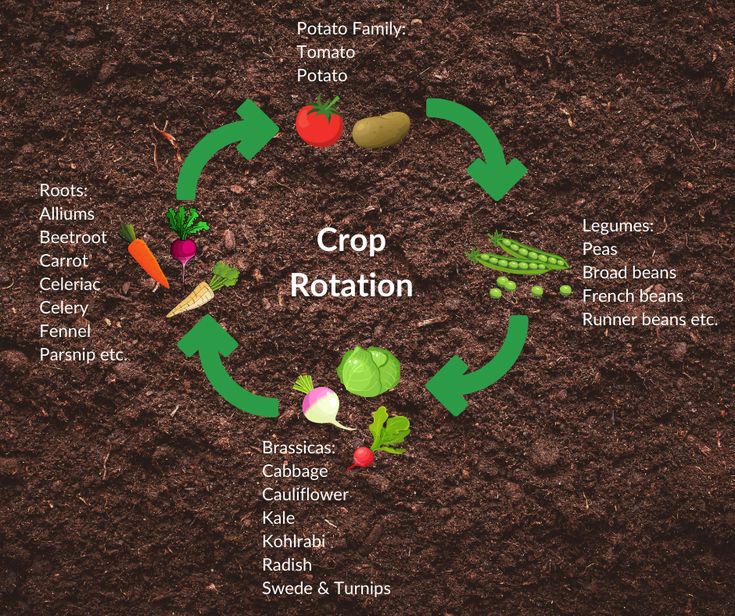 Potato Family:
Tomato
Potato
Crop
Rotation
Legumes:
Peas
Broad beans
French beans
Runner beans etc.
Brassicas:
Cabbage
Cauliflower
Kale
Kohlrabi
Radish
Swede & Turnips
Roots:
Alliums
Beetroot
Carrot
Celeriac
Celery
Fennel
Parsnip etc.